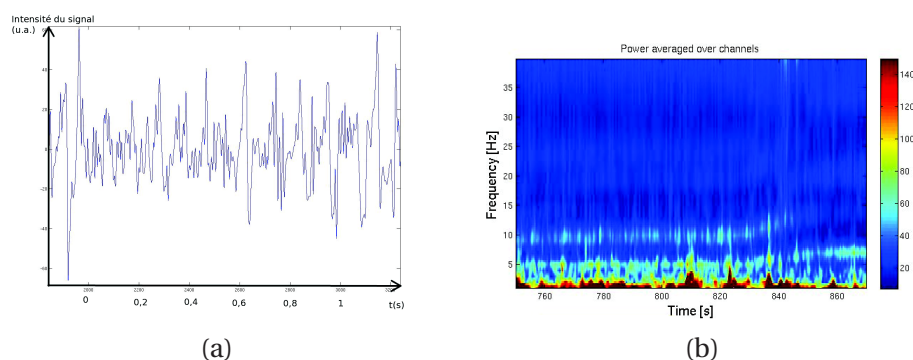 Intensité du signal
(u.a.)
0 0,2 0,4 0,6 0,8 1 t(s)
(a)
Power averaged over channels
Frequency [Hz]
35
30
25
20
15
10
5
760 780 800 820 840 860
Time [s]
140
120
100
80
60
40
20
(b)